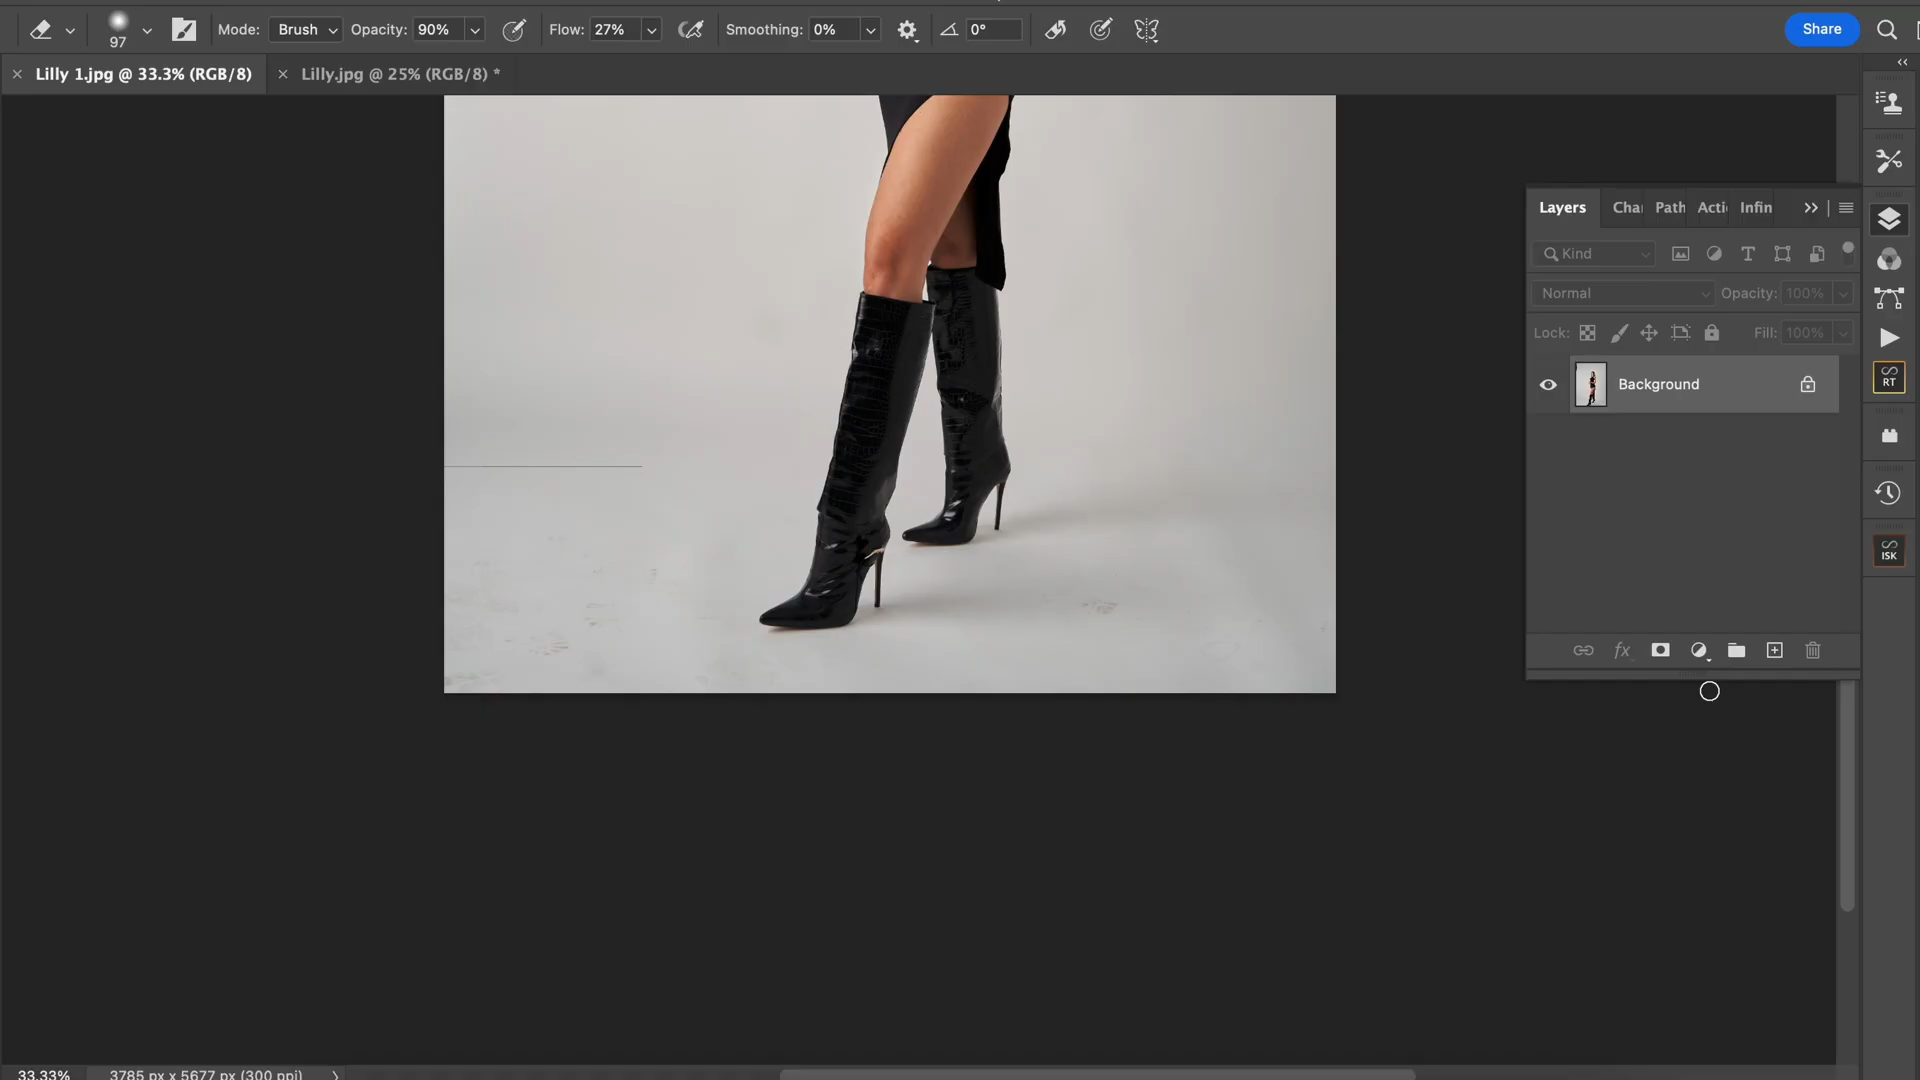 97
Mode: Brush Opacity: 90% Flow: 27% Smoothing: 0% 0° Share
Lilly 1.jpg @ 33.3% (RGB/8) Lilly.jpg @ 25% (RGB/8) *
Layers Chai Path Acti Infin
Kind T
Normal Opacity: 100%
Lock: Fill: 100%
RT
Background
ISK
fx
33.33% 3785 px x 5677 px (300 ppi)